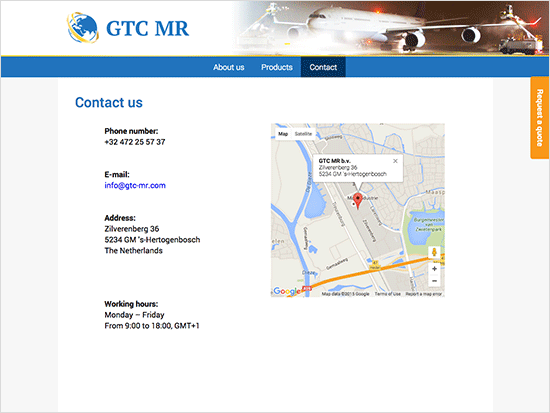 GTC MR
About us Products Contact
Request a quote
Contact us
Phone number:
+32 472 25 57 37
E-mail:
info@gtc-mr.com
Address:
Zilverenberg 36
5234 GM 's-Hertogenbosch
The Netherlands
Working hours:
Monday – Friday
From 9:00 to 18:00, GMT+1
Map Satellite
GTC MR b.v.
Zilverenberg 36
5234 GM 's-Hertogenbosch
Zilverenberg
Gemaalweg
Gemaalweg
Google
Map data ©2015 Google Terms of Use Report a map error